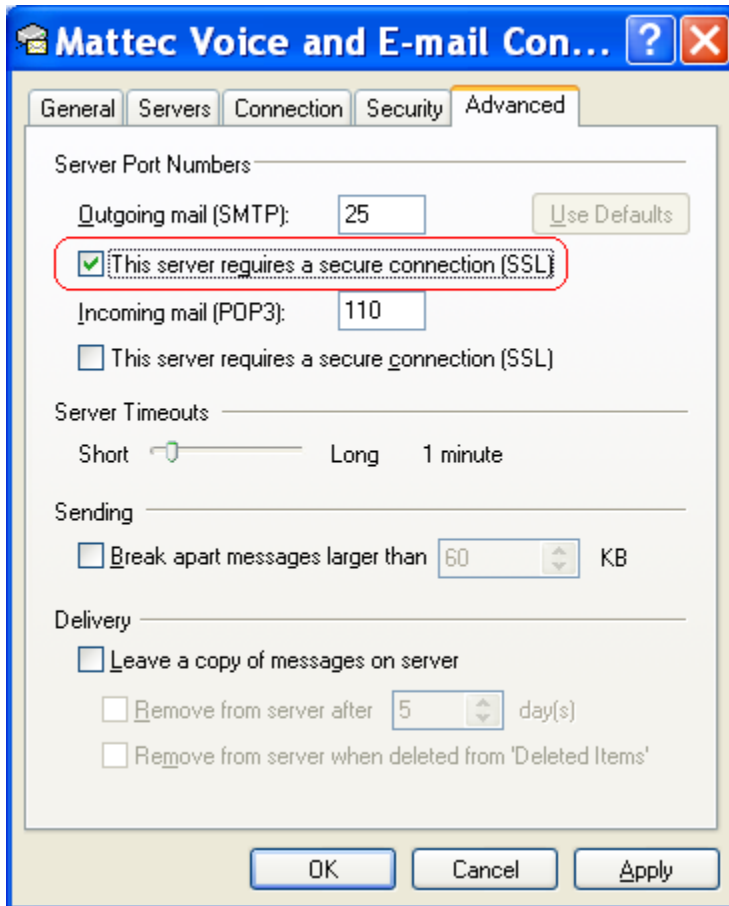 Mattec Voice and E-mail Con... ?
General Servers Connection Security Advanced
Server Port Numbers
Outgoing mail (SMTP): 25 Use Defaults
This server requires a secure connection (SSL)
Incoming mail (POP3): 110
This server requires a secure connection (SSL)
Server Timeouts
Short Long 1 minute
Sending
Break apart messages larger than 60 KB
Delivery
Leave a copy of messages on server
Remove from server after 5 day(s)
Remove from server when deleted from 'Deleted Items'
OK Cancel Apply